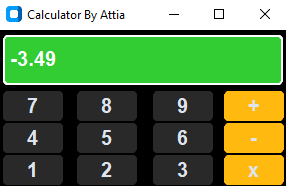 Calculator By Attia
-3.49
7 8 9 +
4 5 6 -
1 2 3 x